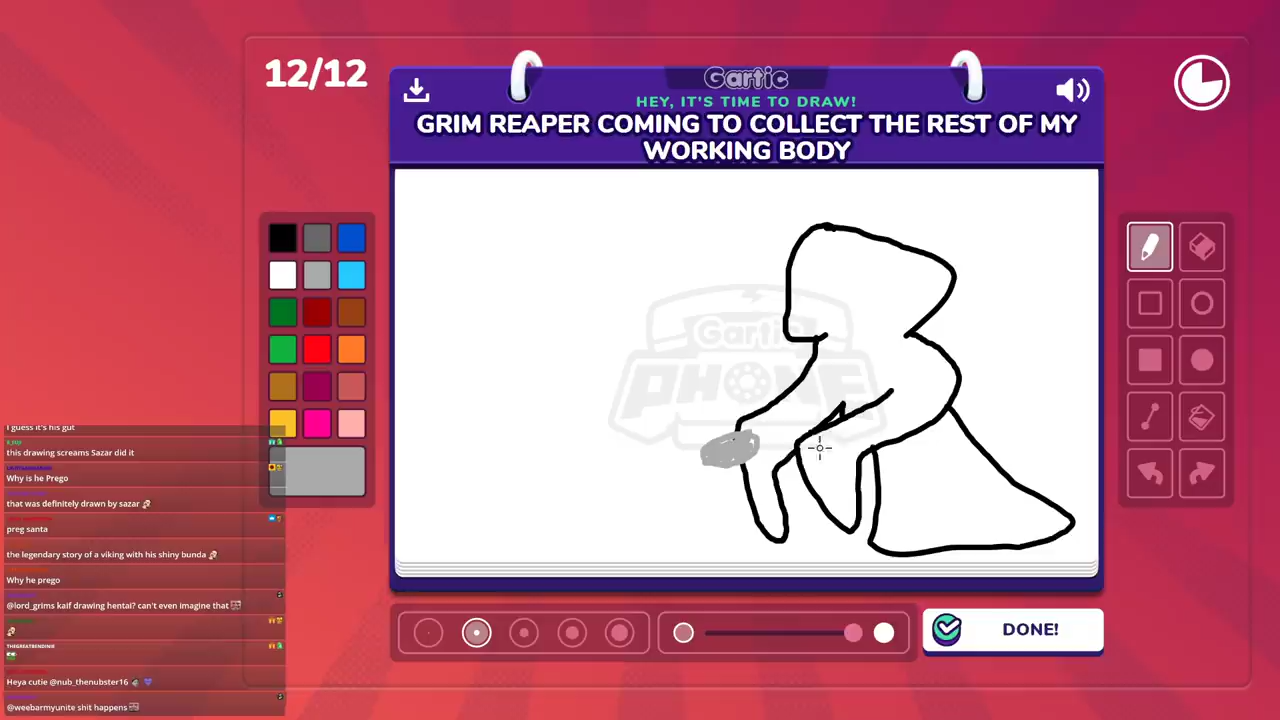 12/12
Gartic
HEY, IT'S TIME TO DRAW!
GRIM REAPER COMING TO COLLECT THE REST OF MY
WORKING BODY
Gartic
PHONE
I guess it's his gut
this drawing screams Sazar did it
Why is he Prego
that was definitely drawn by sazar
preg santa
the legendary story of a viking with his shiny bunda
Why he prego
@lord_grims kaif drawing hentai? can't even imagine that
THEGREATBENDINIE
Heya cutie @nub_thenubster16
@weebarmyunite shit happens
DONE!